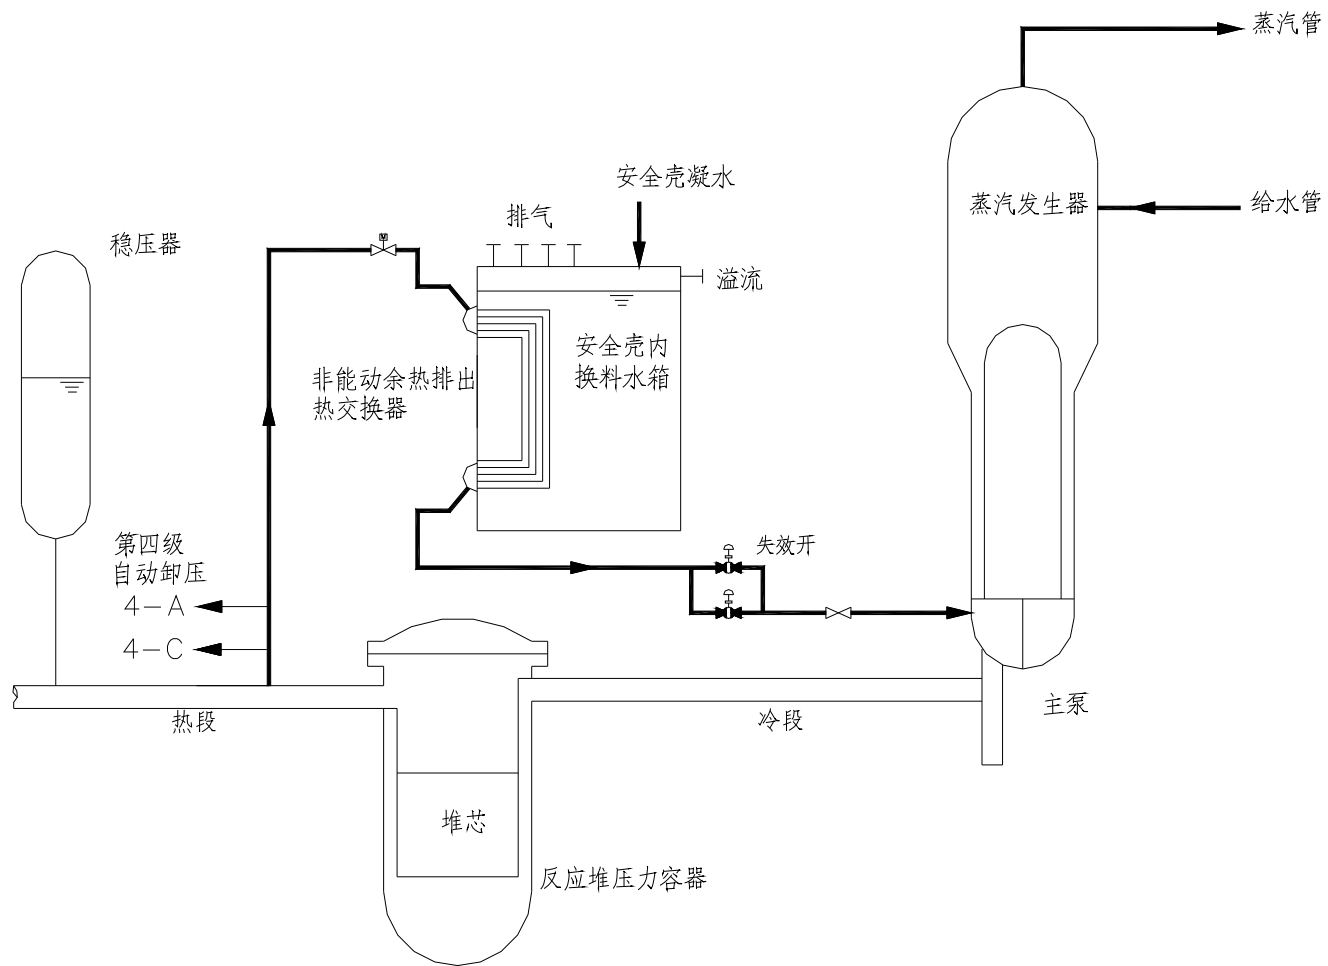 蒸汽管
安全壳凝水
排气
蒸汽发生器
给水管
稳压器
M
溢流
安全壳内
换料水箱
非能动余热排出
热交换器
第四级
自动卸压
4-A
4-C
失效开
热段
冷段
主泵
堆芯
反应堆压力容器